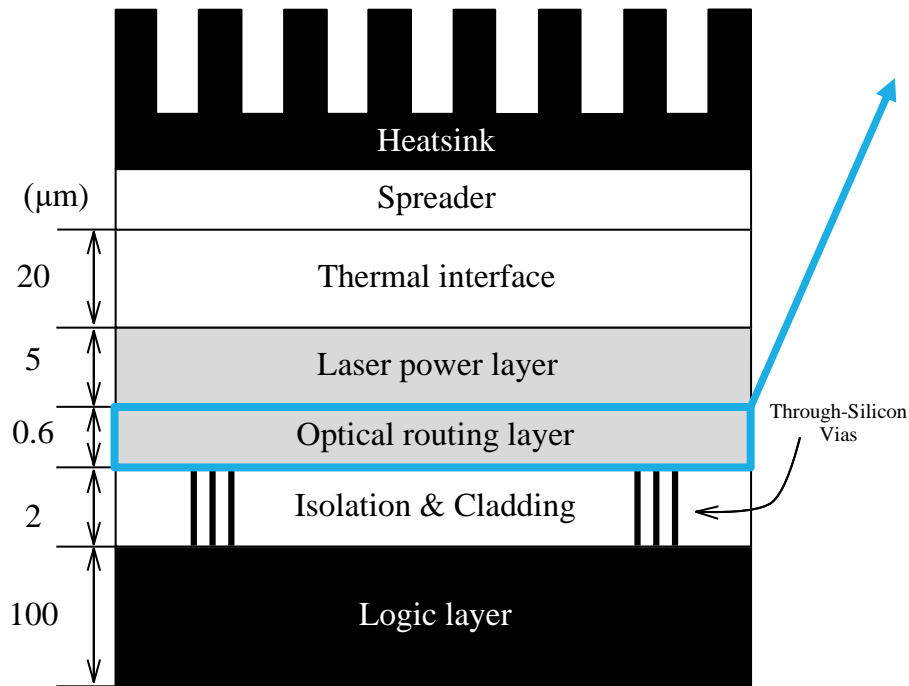 Heatsink
(μm)
Spreader
20
Thermal interface
5
Laser power layer
Through-Silicon
Vias
0.6
Optical routing layer
2
Isolation & Cladding
100
Logic layer